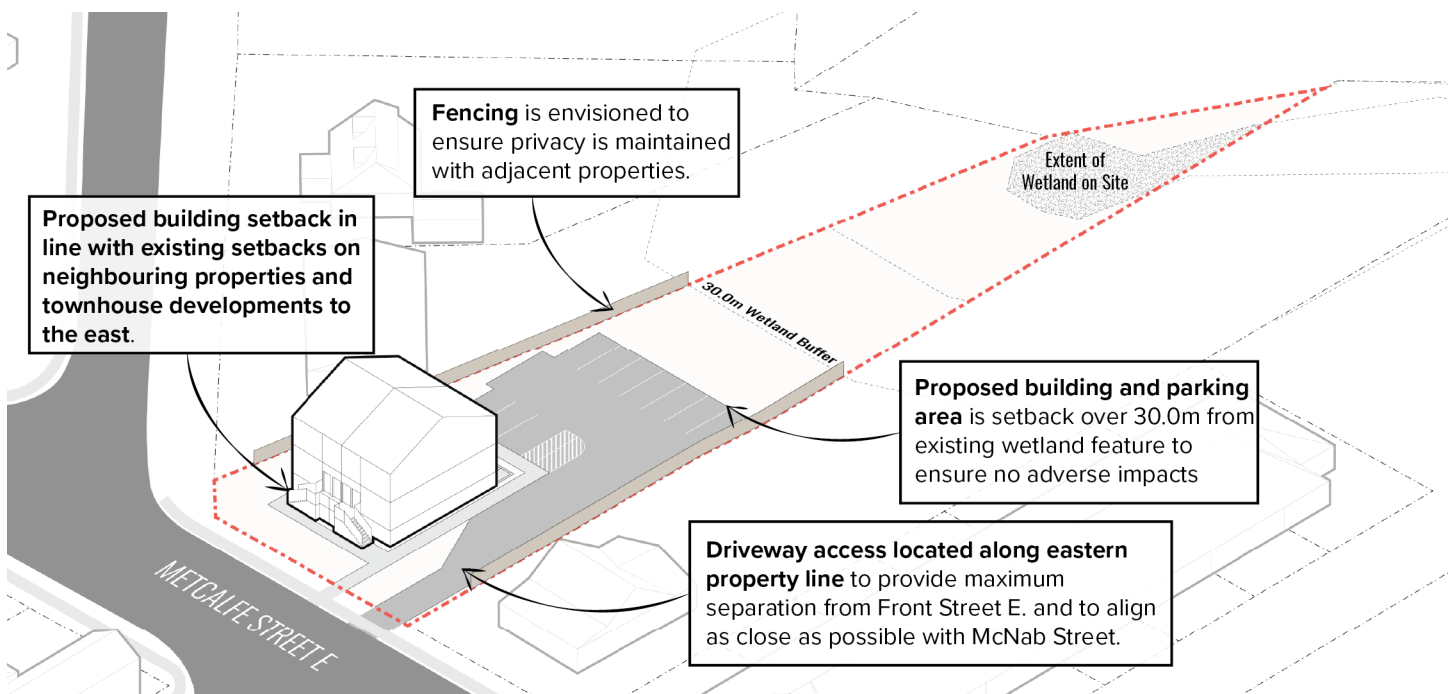 Fencing is envisioned to
ensure privacy is maintained
with adjacent properties.
Extent of
Wetland on Site
Proposed building setback in
line with existing setbacks on
neighbouring properties and
townhouse developments to
the east.
30.0m Wetland Buffer
Proposed building and parking
area is setback over 30.0m from
existing wetland feature to
ensure no adverse impacts
Driveway access located along eastern
property line to provide maximum
separation from Front Street E. and to align
as close as possible with McNab Street.
METCALFE STREET E